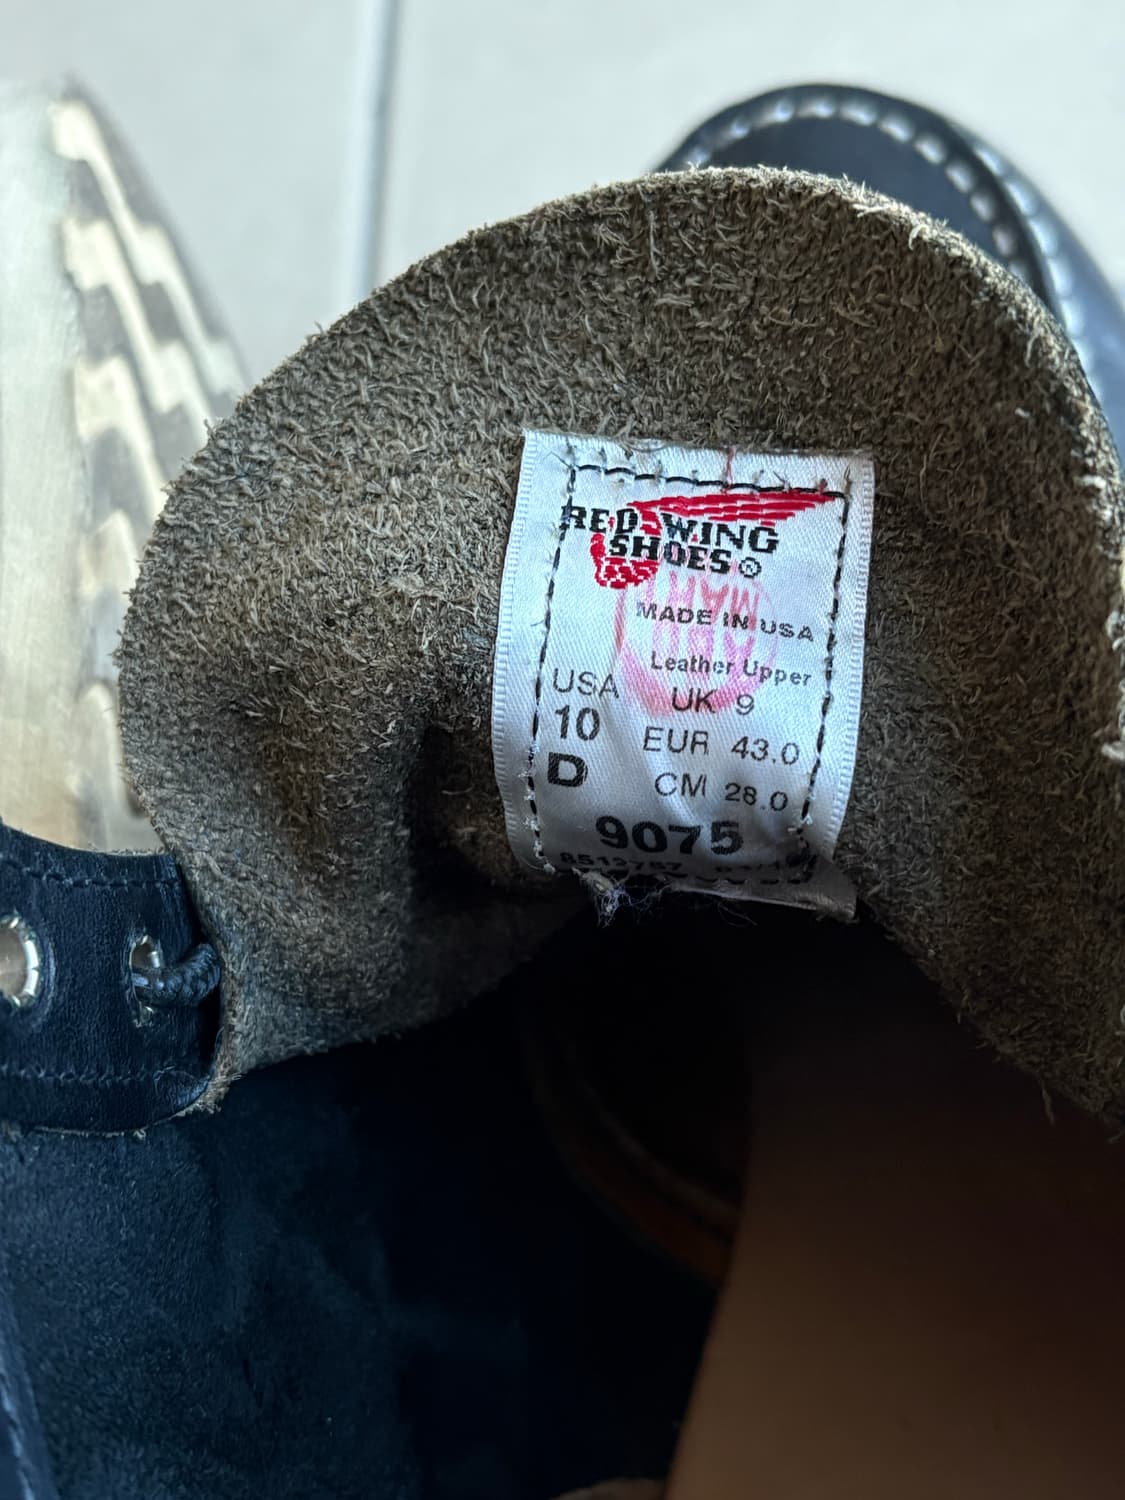 RED WING
SHOES®
MADE IN USA
Leather Upper
USA UK 9
10 EUR 43.0
D CM 28.0
9075